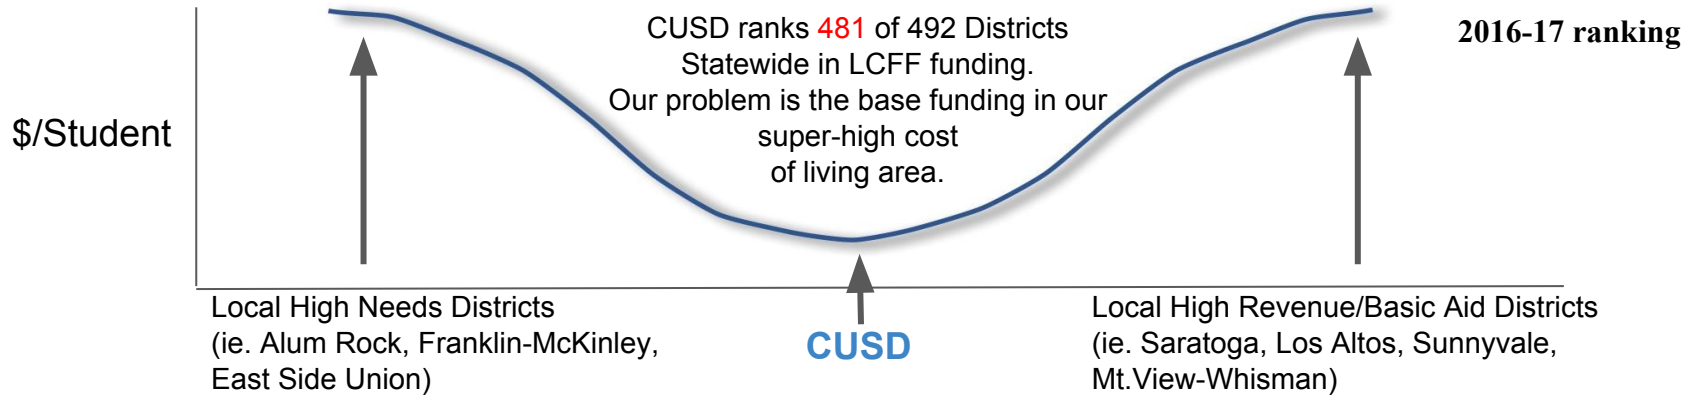 CUSD ranks 481 of 492 Districts
Statewide in LCFF funding.
Our problem is the base funding in our
super-high cost
of living area.
2016-17 ranking
$/Student
Local High Needs Districts
(ie. Alum Rock, Franklin-McKinley,
East Side Union)
CUSD
Local High Revenue/Basic Aid Districts
(ie. Saratoga, Los Altos, Sunnyvale,
Mt.View-Whisman)